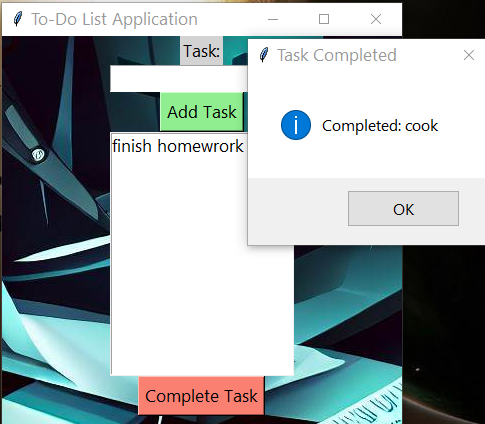 To-Do List Application
Task:
Add Task
finish homewrork
Complete Task
Task Completed
Completed: cook
OK